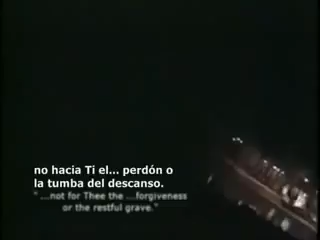 no hacia Ti el... perdón o
la tumba del descanso.
"...not for Thee the ...forgiveness
or the restful grave."